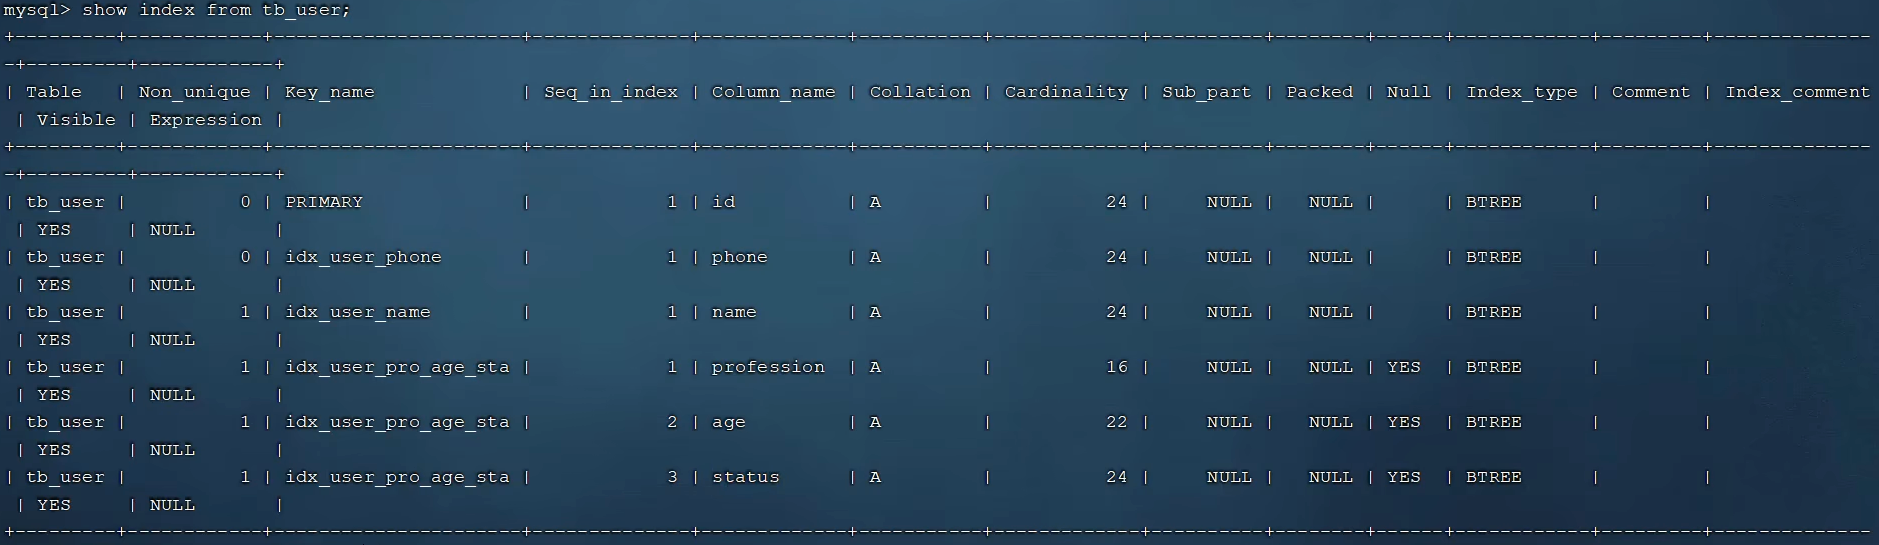 mysql> show index from tb_user;
+---------+------------+----------------------+--------------+-------------+-----------+-------------+----------+--------+------+------------+---------+--------------
-+---------+------------+
| Table   | Non_unique | Key_name             | Seq_in_index | Column_name | Collation | Cardinality | Sub_part | Packed | Null | Index_type | Comment | Index_comment
 | Visible | Expression |
+---------+------------+----------------------+--------------+-------------+-----------+-------------+----------+--------+------+------------+---------+--------------
-+---------+------------+
| tb_user |          0 | PRIMARY              |            1 | id          | A         |          24 |     NULL |   NULL |      | BTREE      |         |
 | YES     | NULL       |
| tb_user |          0 | idx_user_phone       |            1 | phone       | A         |          24 |     NULL |   NULL |      | BTREE      |         |
 | YES     | NULL       |
| tb_user |          1 | idx_user_name        |            1 | name        | A         |          24 |     NULL |   NULL |      | BTREE      |         |
 | YES     | NULL       |
| tb_user |          1 | idx_user_pro_age_sta |            1 | profession  | A         |          16 |     NULL |   NULL | YES  | BTREE      |         |
 | YES     | NULL       |
| tb_user |          1 | idx_user_pro_age_sta |            2 | age         | A         |          22 |     NULL |   NULL | YES  | BTREE      |         |
 | YES     | NULL       |
| tb_user |          1 | idx_user_pro_age_sta |            3 | status      | A         |          24 |     NULL |   NULL | YES  | BTREE      |         |
 | YES     | NULL       |
+---------+------------+----------------------+--------------+-------------+-----------+-------------+----------+--------+------+------------+---------+--------------